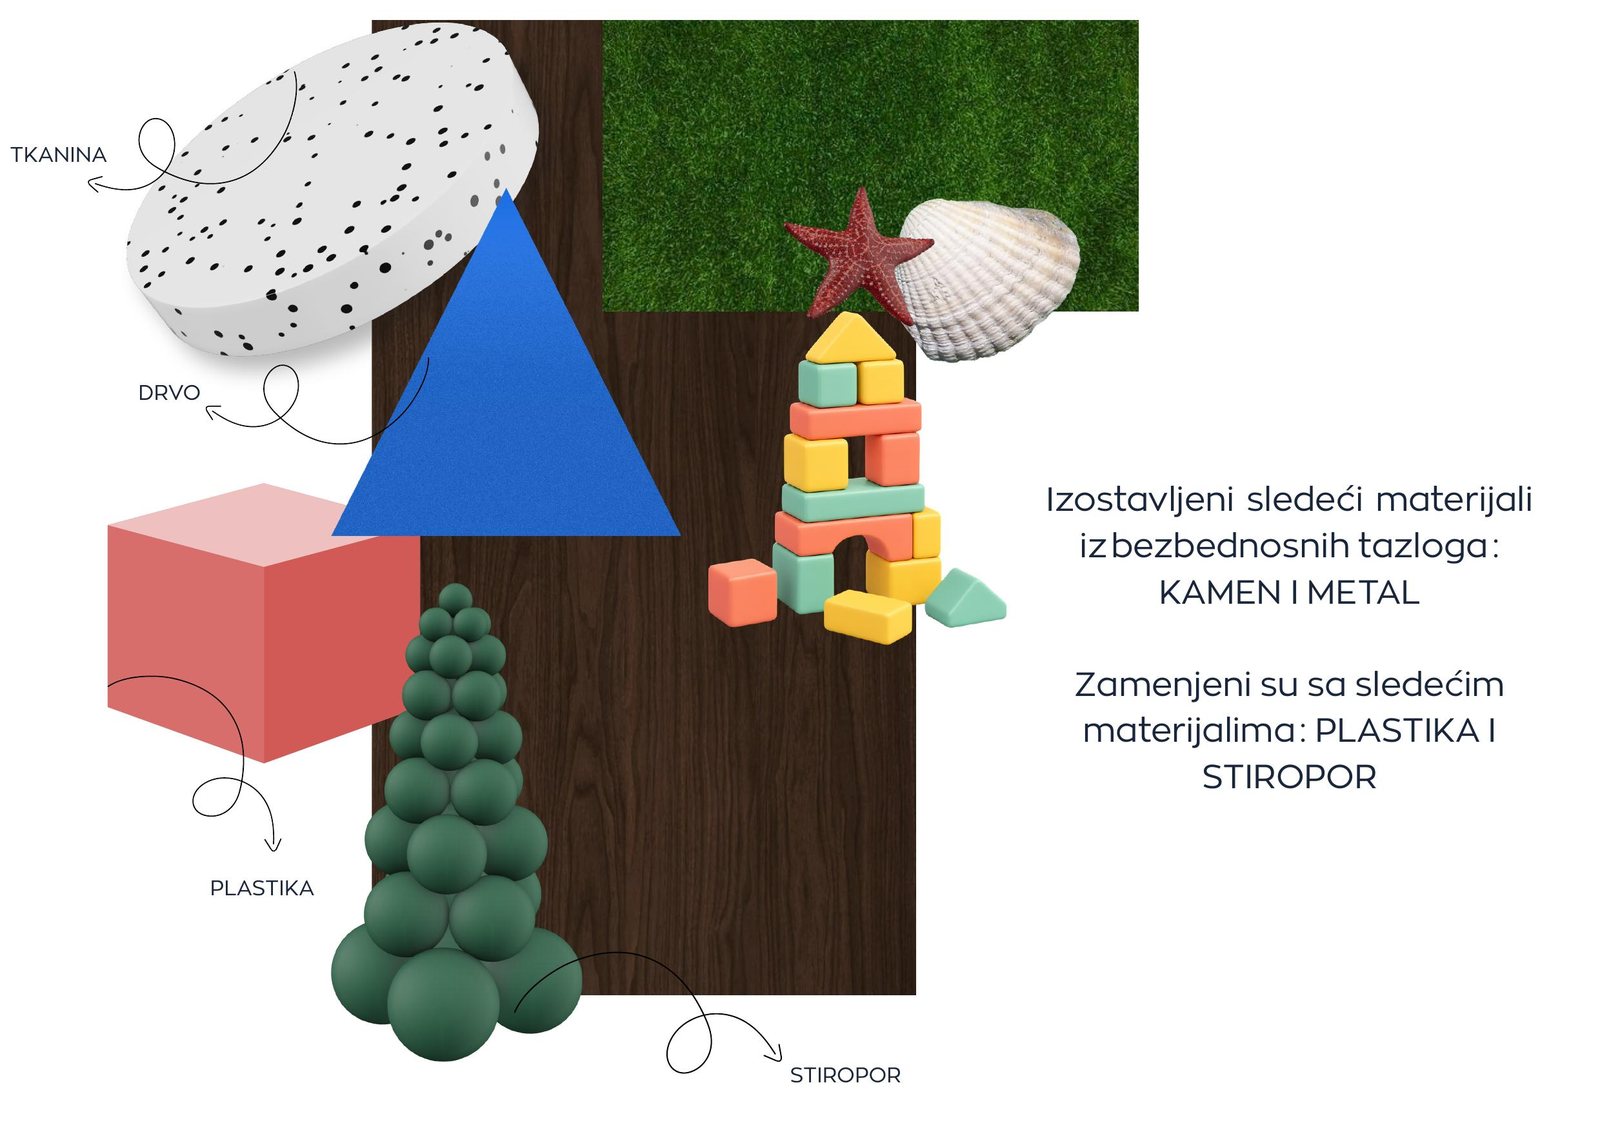 TKANINA
DRVO
PLASTIKA
STIROPOR
Izostavljeni sledeći materijali
iz bezbednosnih tazloga:
KAMEN I METAL
Zamenjeni su sa sledećim
materijalima: PLASTIKA I
STIROPOR